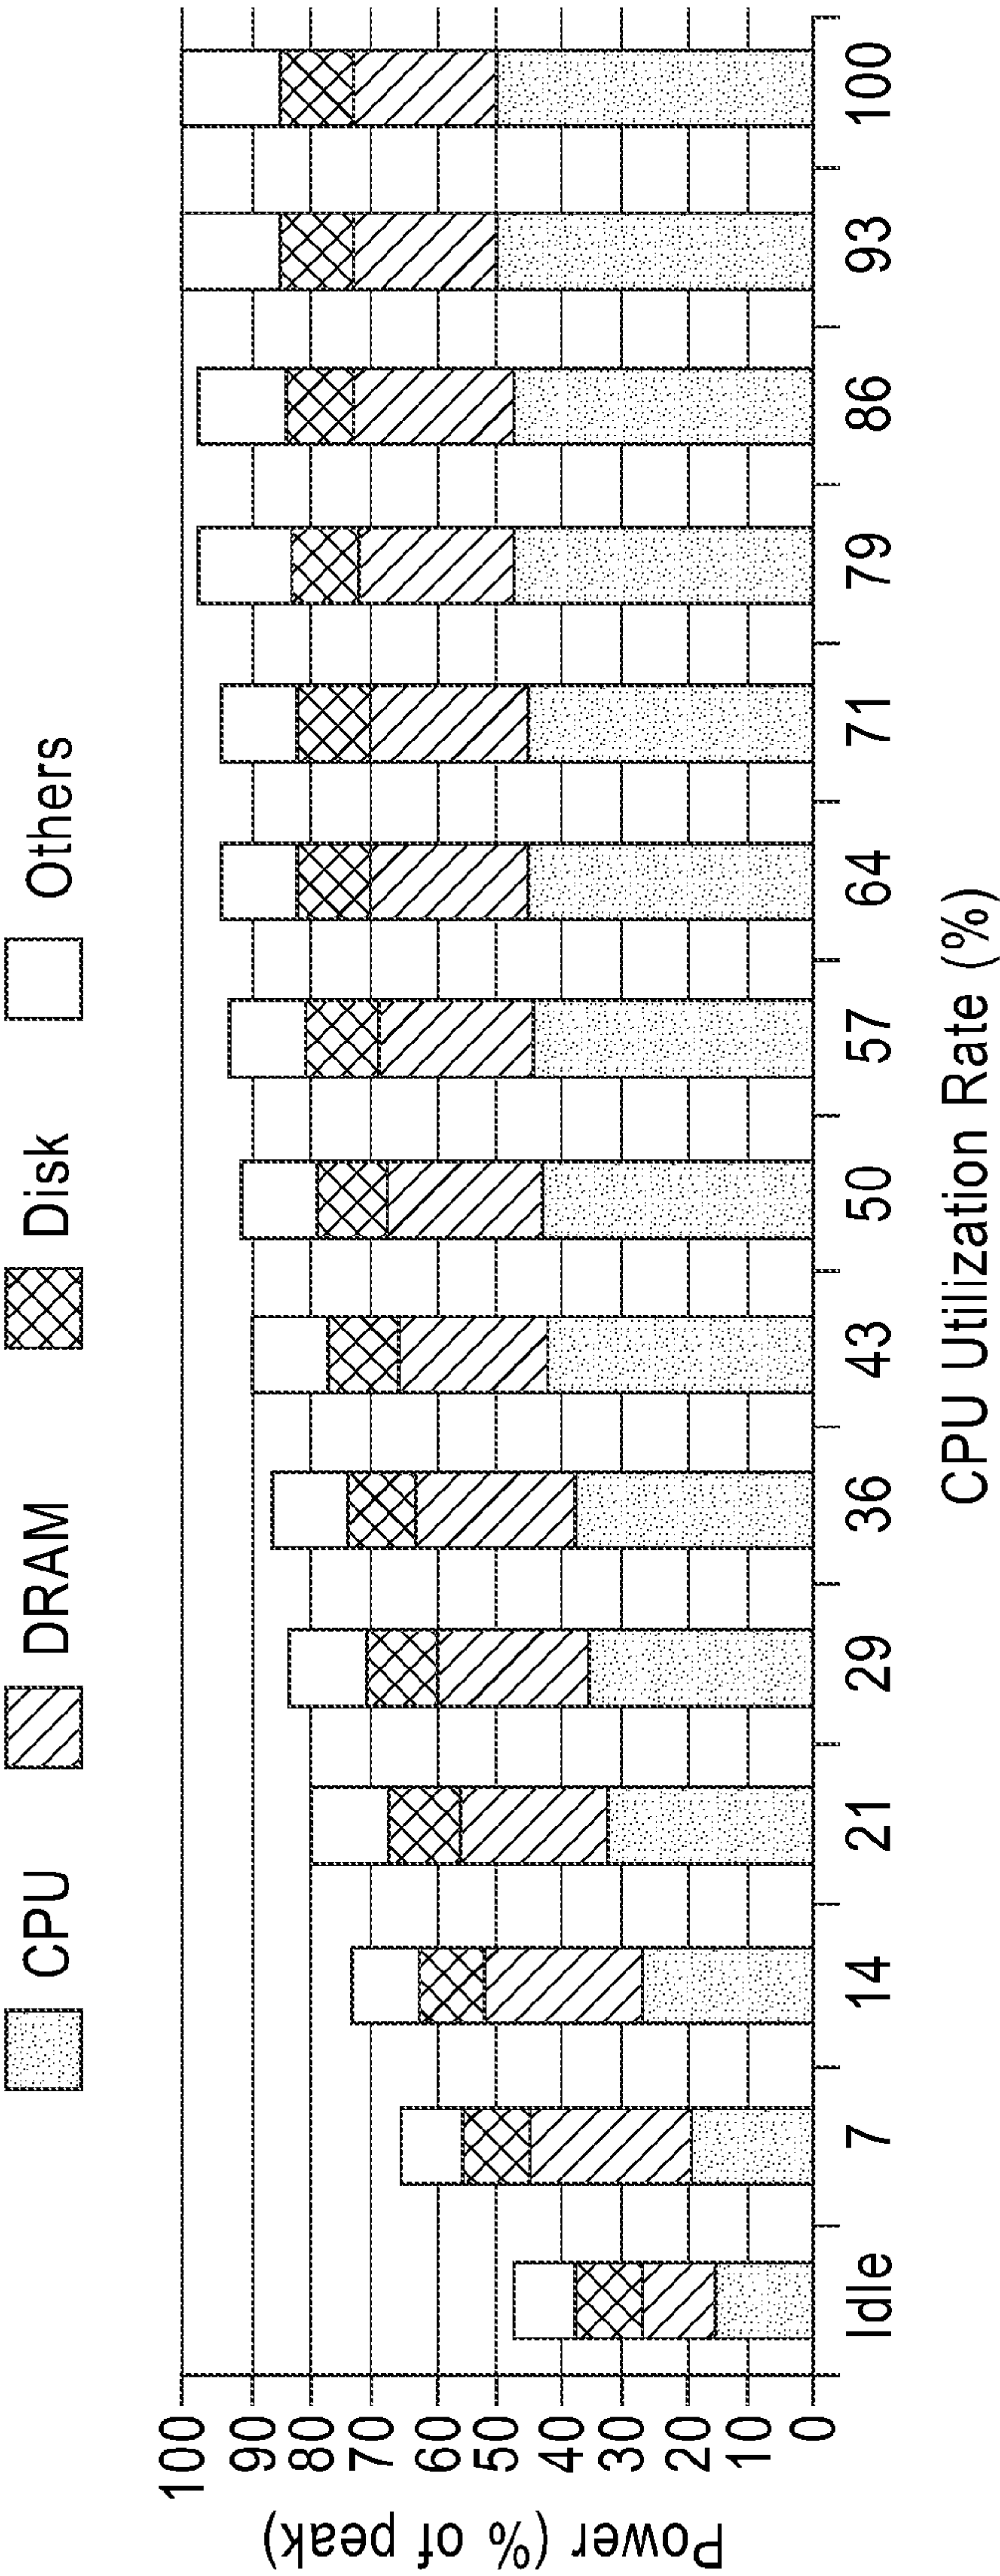 CPU DRAM Disk Others
Power (% of peak)
100
90
80
70
60
50
40
30
20
10
0
Idle 7 14 21 29 36 43 50 57 64 71 79 86 93 100
CPU Utilization Rate (%)